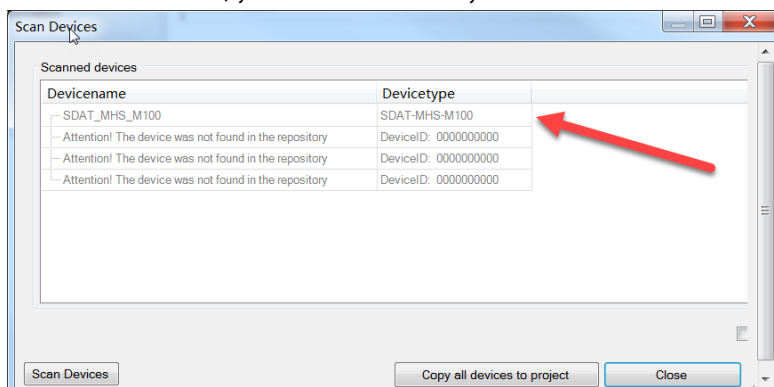 Scan Devices
Scanned devices
Devicename Devicetype
SDAT_MHS_M100 SDAT-MHS-M100
Attention! The device was not found in the repository DeviceID: 0000000000
Attention! The device was not found in the repository DeviceID: 0000000000
Attention! The device was not found in the repository DeviceID: 0000000000
Scan Devices Copy all devices to project Close